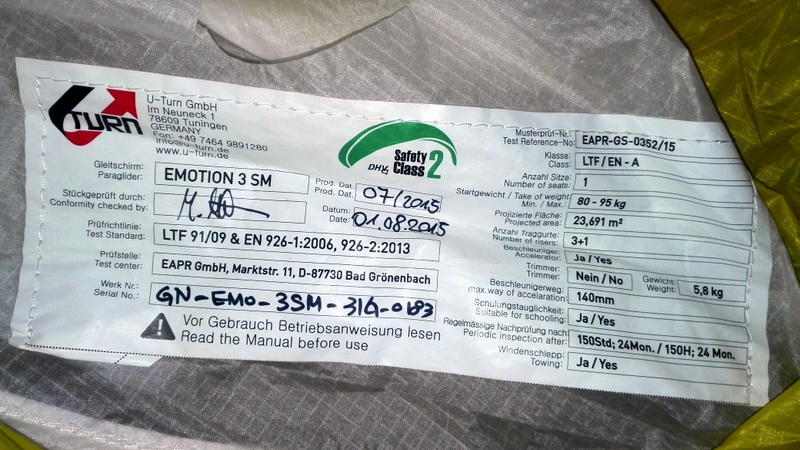 U-Turn GmbH
Im Neuneck 1
78609 Tuningen
GERMANY
Fon: +49 7464 9891280
info@u-turn.de
www.u-turn.de
TURN
DHV
Safety
Class 2
Gleitschirm:
Paraglider:
EMOTION 3 SM
Prod. Dat.
Prod. Dat.
07/2015
Stückgeprüft durch:
Conformity checked by:
Datum:
Date:
01.08.2015
Prüfrichtlinie:
Test Standard:
LTF 91/09 & EN 926-1:2006, 926-2:2013
Prüfstelle:
Test center:
EAPR GmbH, Marktstr. 11, D-87730 Bad Grönenbach
Werk Nr.:
Serial No.:
GN-EMO-3SM-31G-0183
Vor Gebrauch Betriebsanweisung lesen
Read the Manual before use
Musterprüf-Nr.:
Test Reference-No:
EAPR-GS-0352/15
Klasse:
Class:
LTF / EN - A
Anzahl Sitze:
Number of seats:
1
Startgewicht / Take of weight
Min. / Max.:
80 - 95 kg
Projizierte Fläche:
Projected area:
23,691 m²
Anzahl Traggurte:
Number of risers:
3+1
Beschleuniger:
Accelerator:
Ja / Yes
Trimmer:
Trimmer:
Nein / No
Gewicht:
Weight:
5,8 kg
Beschleunigerweg:
max.way of accelaration:
140mm
Schulungstauglichkeit:
Suitable for schooling:
Ja / Yes
Regelmässige Nachprüfung nach:
Periodic inspection after:
150Std; 24Mon. / 150H; 24 Mon.
Windenschlepp:
Towing:
Ja / Yes